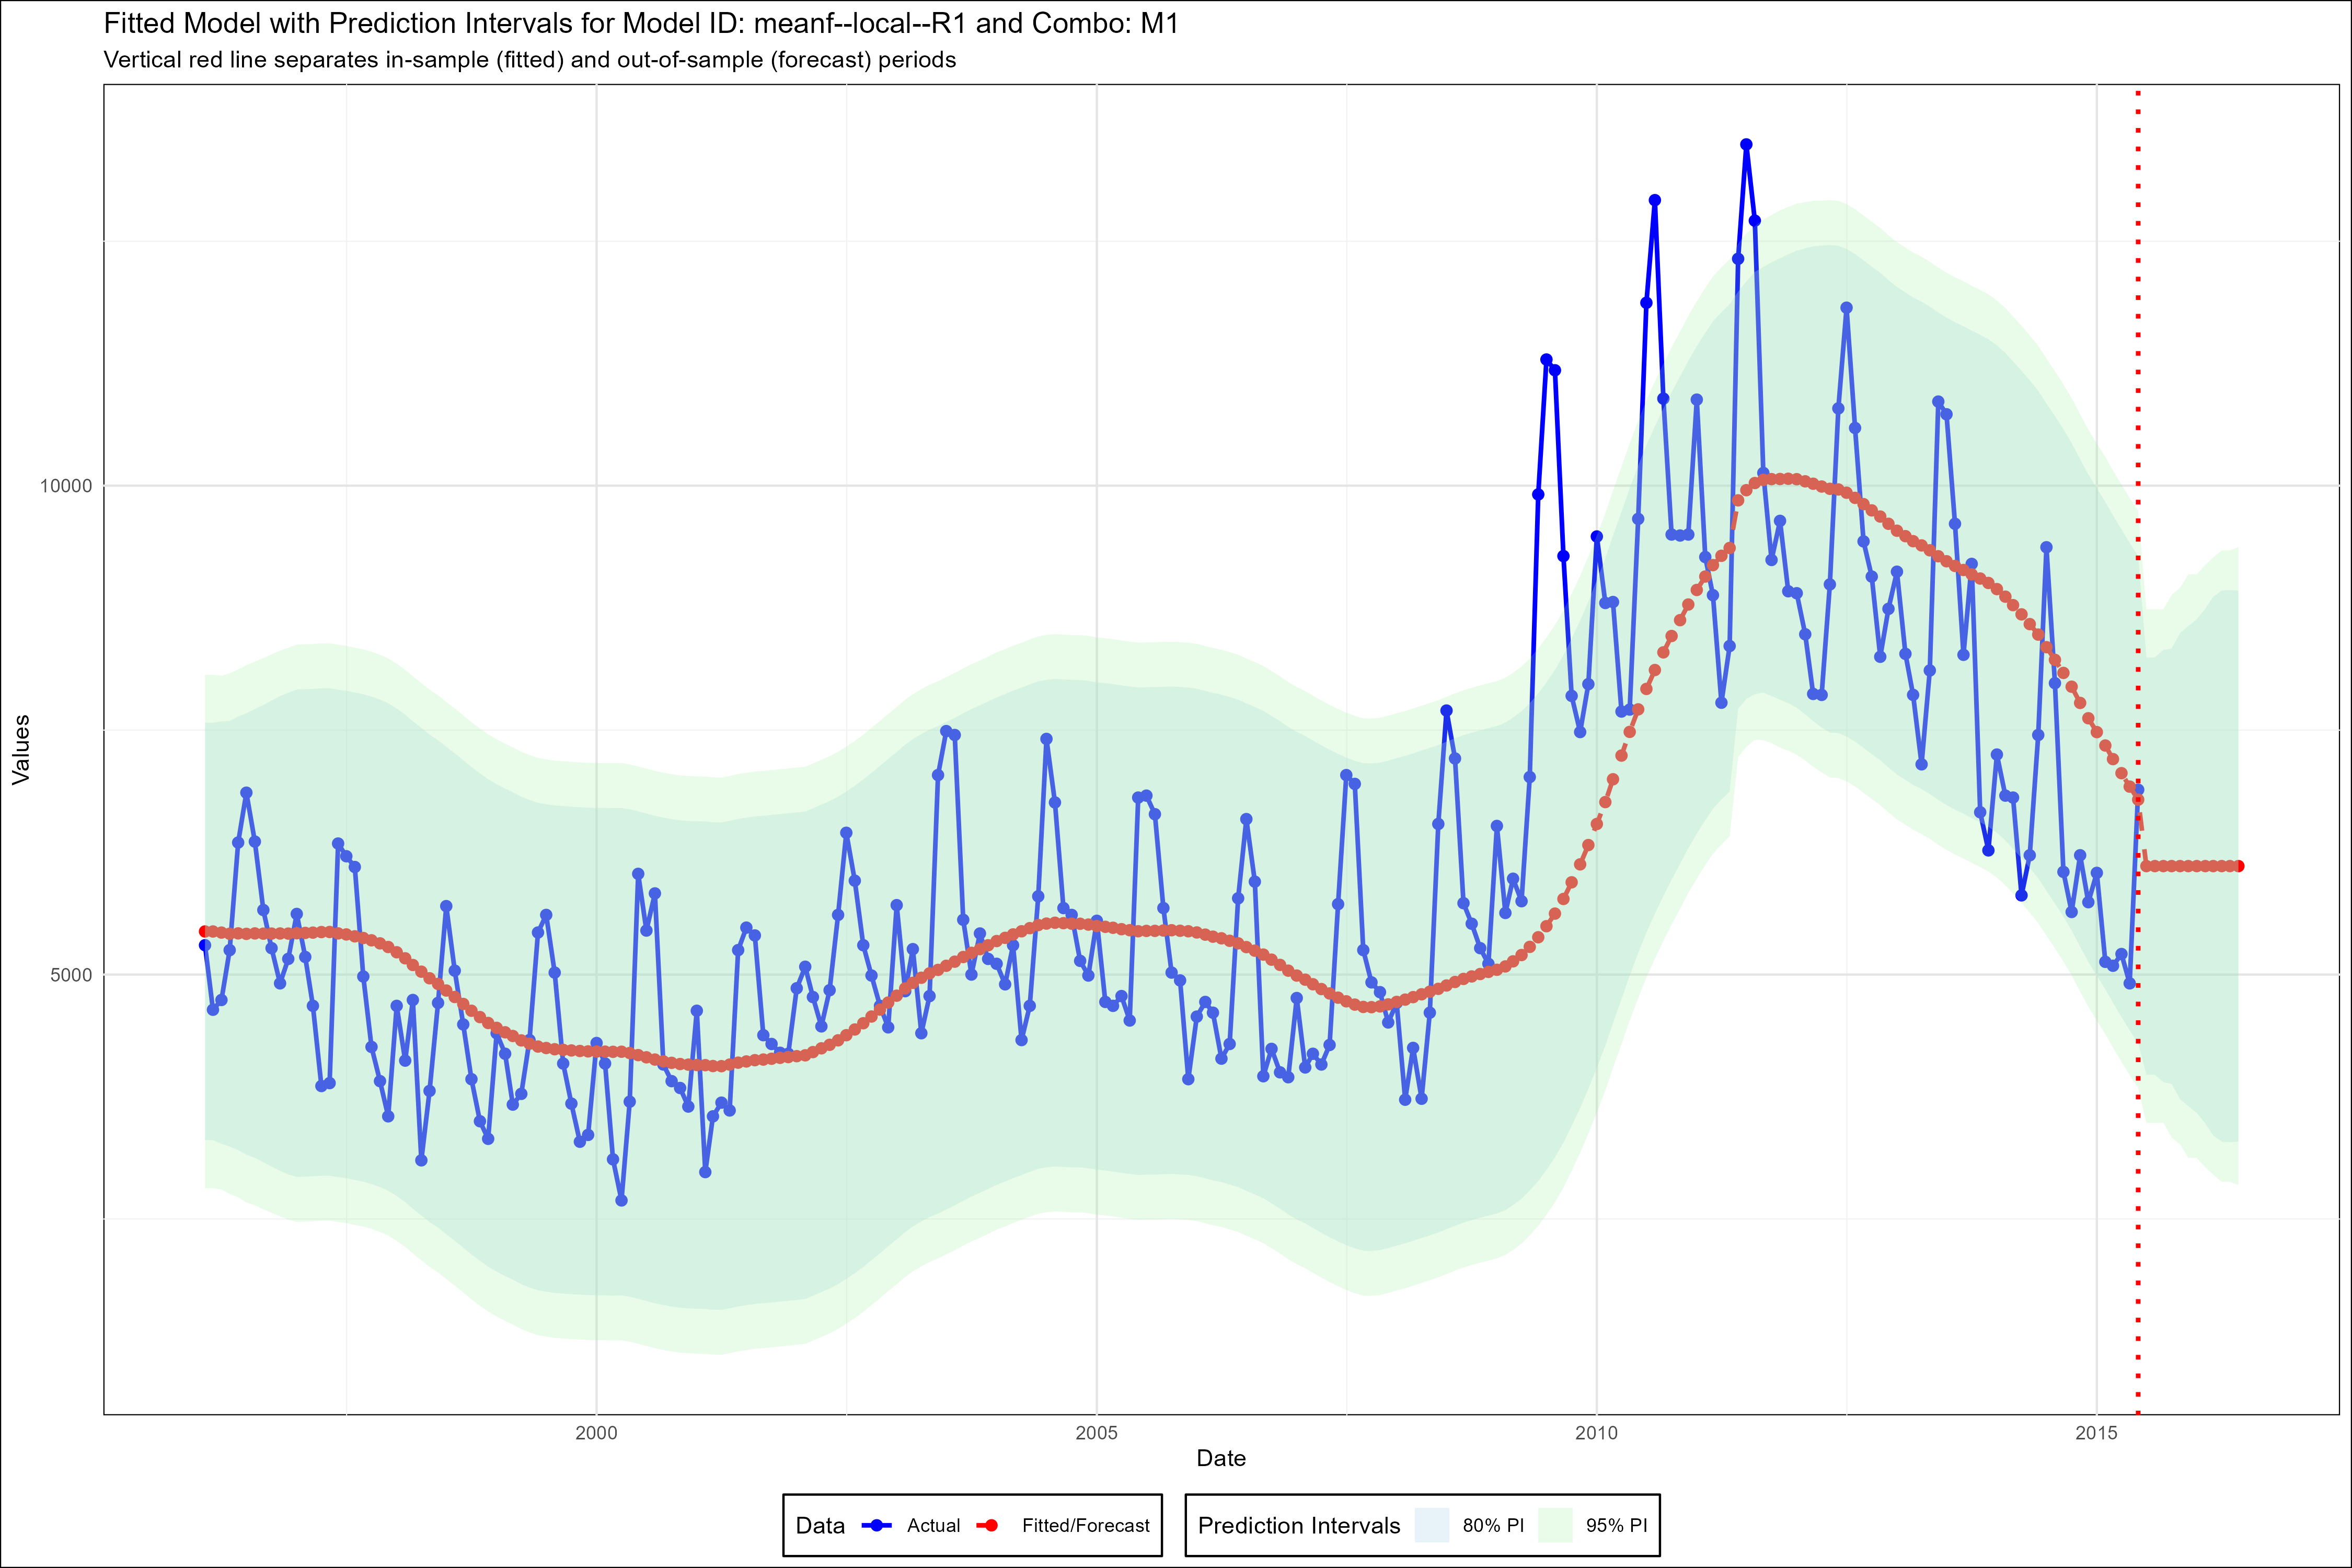 Fitted Model with Prediction Intervals for Model ID: meanf--local--R1 and Combo: M1
Vertical red line separates in-sample (fitted) and out-of-sample (forecast) periods
Values
10000
5000
2000
2005
2010
2015
Date
Data
Actual
Fitted/Forecast
Prediction Intervals
80% PI
95% PI